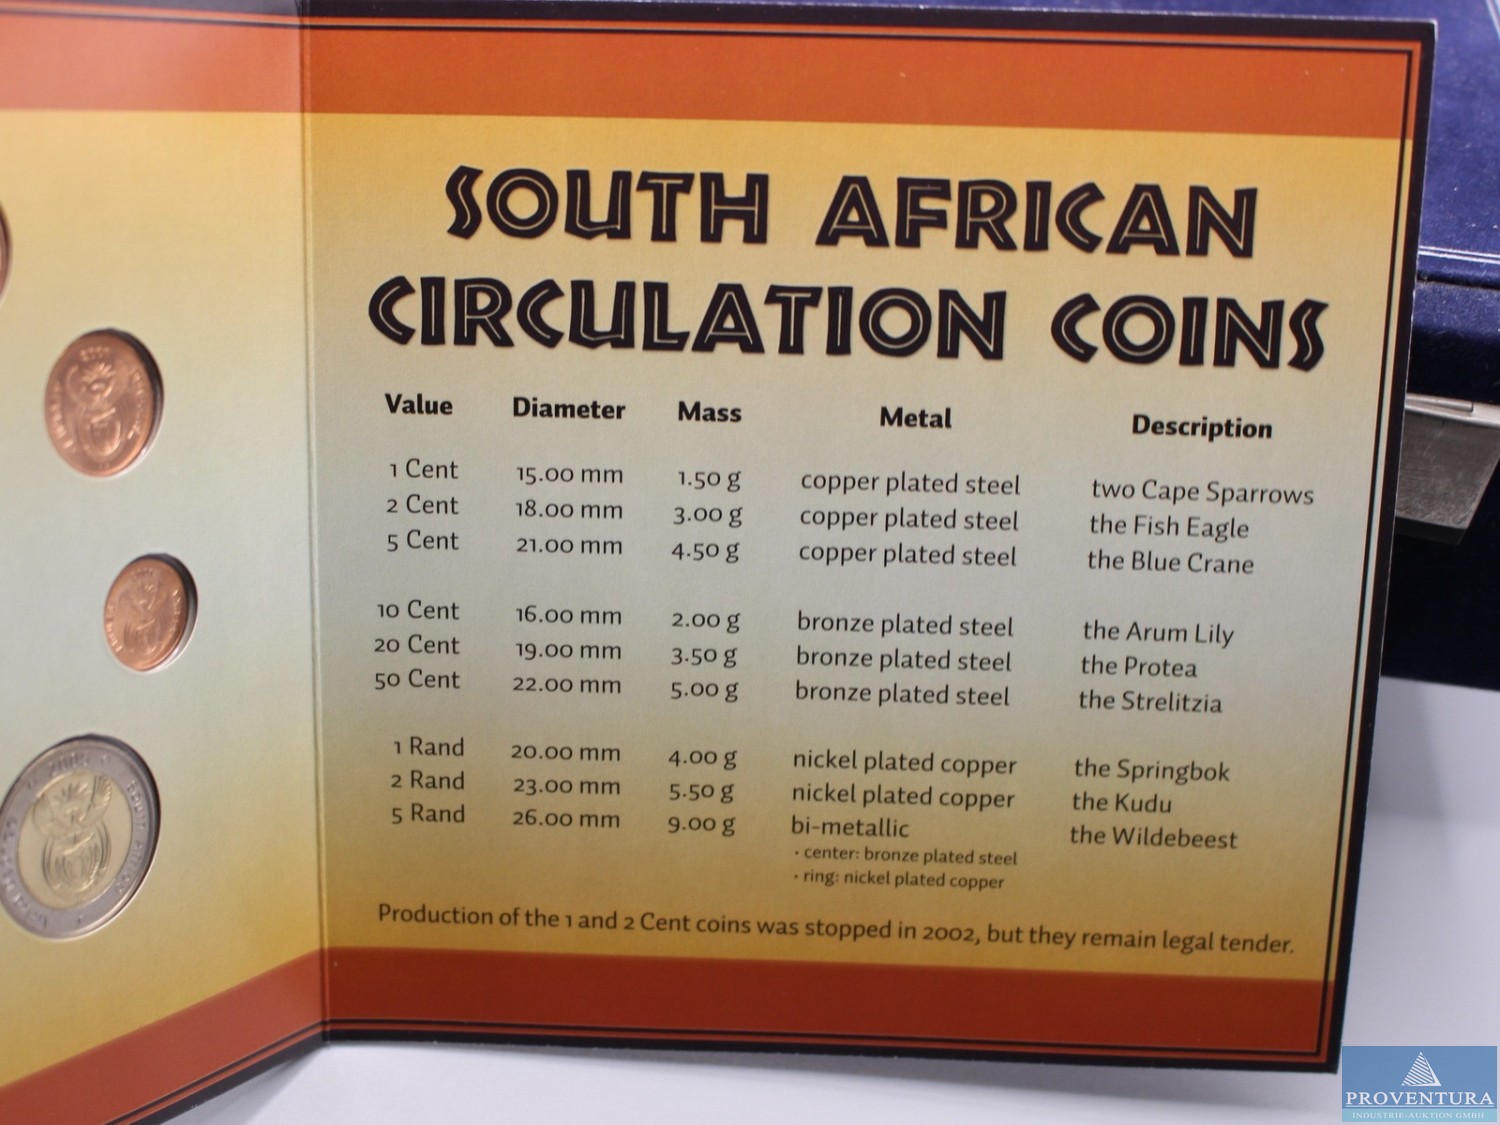 SOUTH AFRICAN
CIRCULATION COINS
Value Diameter Mass Metal Description
1 Cent 15.00 mm 1.50 g copper plated steel two Cape Sparrows
2 Cent 18.00 mm 3.00 g copper plated steel the Fish Eagle
5 Cent 21.00 mm 4.50 g copper plated steel the Blue Crane
10 Cent 16.00 mm 2.00 g bronze plated steel the Arum Lily
20 Cent 19.00 mm 3.50 g bronze plated steel the Protea
50 Cent 22.00 mm 5.00 g bronze plated steel the Strelitzia
1 Rand 20.00 mm 4.00 g nickel plated copper the Springbok
2 Rand 23.00 mm 5.50 g nickel plated copper the Kudu
5 Rand 26.00 mm 9.00 g bi-metallic the Wildebeest
· center: bronze plated steel
· ring: nickel plated copper
Production of the 1 and 2 Cent coins was stopped in 2002, but they remain legal tender.
PROVENTURA
INDUSTRIE-AUKTION GMBH